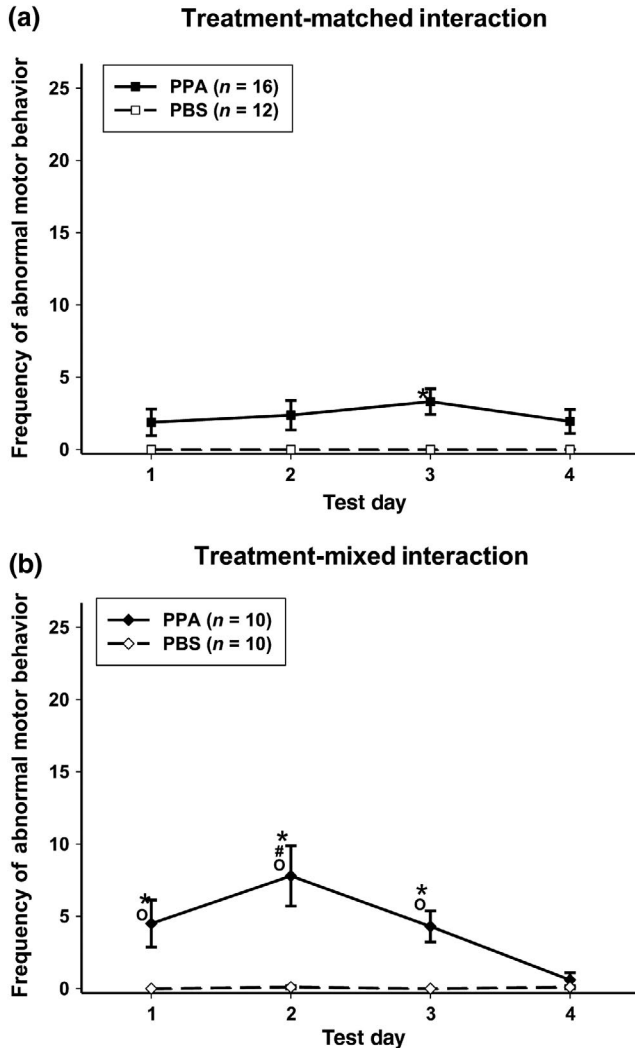 (a)
Treatment-matched interaction
Frequency of abnormal motor behavior
25
20
15
10
5
0
PPA (n = 16)
PBS (n = 12)
*
1 2 3 4
Test day
(b)
Treatment-mixed interaction
Frequency of abnormal motor behavior
25
20
15
10
5
0
PPA (n = 10)
PBS (n = 10)
*
O
*
#
O
*
O
1 2 3 4
Test day